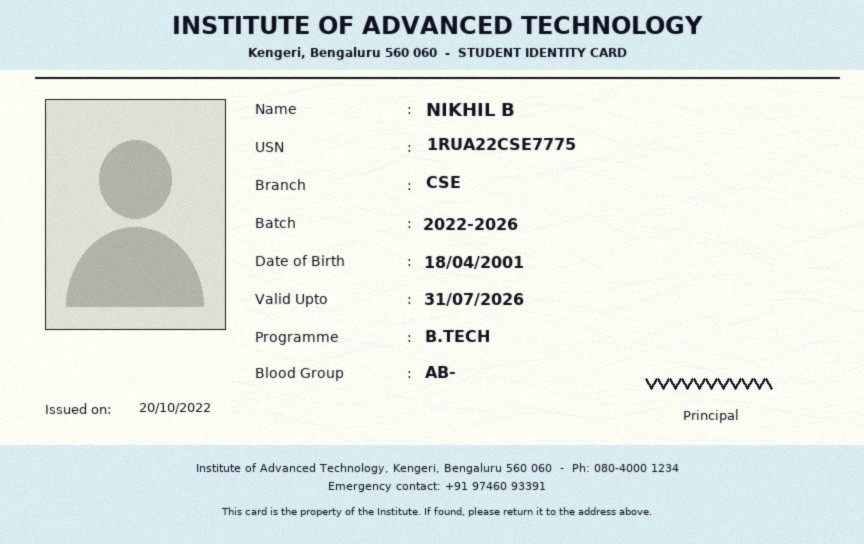 INSTITUTE OF ADVANCED TECHNOLOGY
Kengeri, Bengaluru 560 060 - STUDENT IDENTITY CARD
Name : NIKHIL B
USN : 1RUA22CSE7775
Branch : CSE
Batch : 2022-2026
Date of Birth : 18/04/2001
Valid Upto : 31/07/2026
Programme : B.TECH
Blood Group : AB-
Issued on: 20/10/2022
Principal
Institute of Advanced Technology, Kengeri, Bengaluru 560 060 - Ph: 080-4000 1234
Emergency contact: +91 97460 93391
This card is the property of the Institute. If found, please return it to the address above.